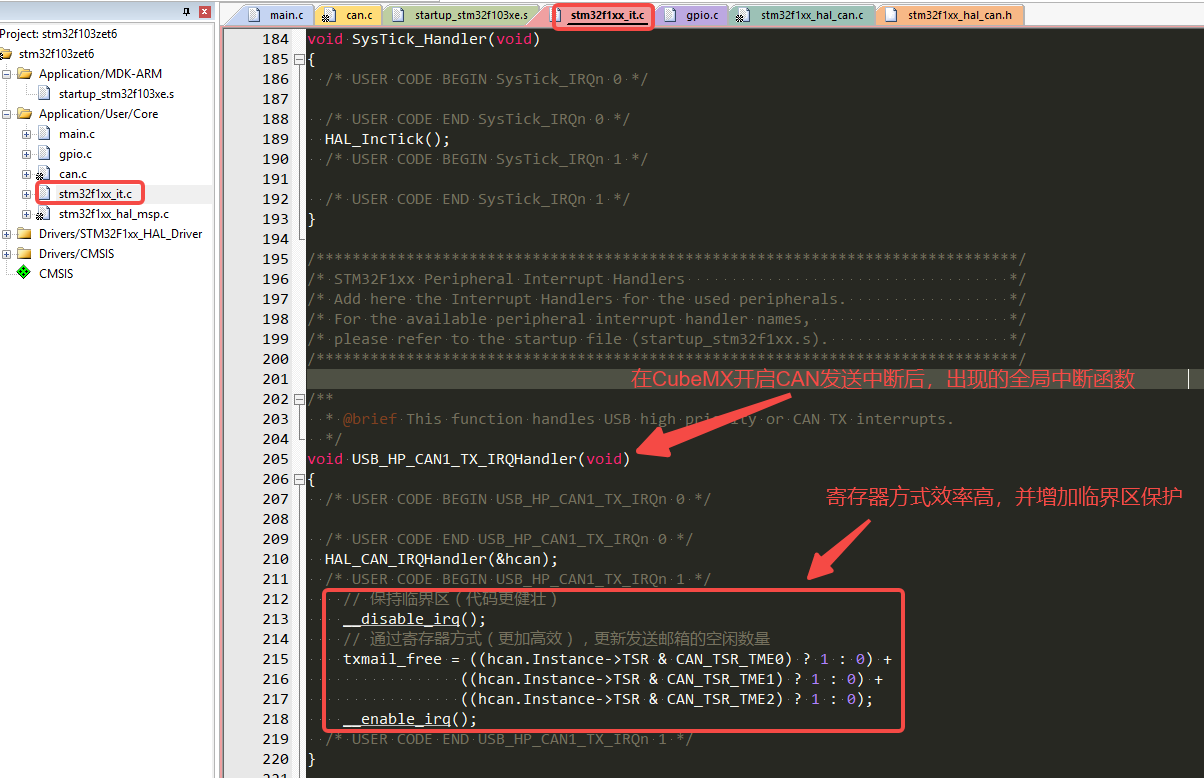 Project: stm32f103zet6
stm32f103zet6
Application/MDK-ARM
startup_stm32f103xe.s
Application/User/Core
main.c
gpio.c
can.c
stm32f1xx_it.c
stm32f1xx_hal_msp.c
Drivers/STM32F1xx_HAL_Driver
Drivers/CMSIS
CMSIS
main.c
can.c
startup_stm32f103xe.s
stm32f1xx_it.c
gpio.c
stm32f1xx_hal_can.c
stm32f1xx_hal_can.h
184 void SysTick_Handler(void)
185 {
186 /* USER CODE BEGIN SysTick_IRQn 0 */
187
188 /* USER CODE END SysTick_IRQn 0 */
189 HAL_IncTick();
190 /* USER CODE BEGIN SysTick_IRQn 1 */
191
192 /* USER CODE END SysTick_IRQn 1 */
193 }
194
195 /******************************************************************************/
196 /* STM32F1xx Peripheral Interrupt Handlers */
197 /* Add here the Interrupt Handlers for the used peripherals. */
198 /* For the available peripheral interrupt handler names, */
199 /* please refer to the startup file (startup_stm32f1xx.s). */
200 /******************************************************************************/
201
在CubeMX开启CAN发送中断后，出现的全局中断函数
202 /**
203 * @brief This function handles USB high priority or CAN TX interrupts.
204 */
205 void USB_HP_CAN1_TX_IRQHandler(void)
206 {
207 /* USER CODE BEGIN USB_HP_CAN1_TX_IRQn 0 */
寄存器方式效率高，并增加临界区保护
208
209 /* USER CODE END USB_HP_CAN1_TX_IRQn 0 */
210 HAL_CAN_IRQHandler(&hcan);
211 /* USER CODE BEGIN USB_HP_CAN1_TX_IRQn 1 */
212 // 保持临界区（代码更健壮）
213 __disable_irq();
214 // 通过寄存器方式（更加高效）,更新发送邮箱的空闲数量
215 txmail_free = ((hcan.Instance->TSR & CAN_TSR_TME0) ? 1 : 0) +
216 ((hcan.Instance->TSR & CAN_TSR_TME1) ? 1 : 0) +
217 ((hcan.Instance->TSR & CAN_TSR_TME2) ? 1 : 0);
218 __enable_irq();
219 /* USER CODE END USB_HP_CAN1_TX_IRQn 1 */
220 }